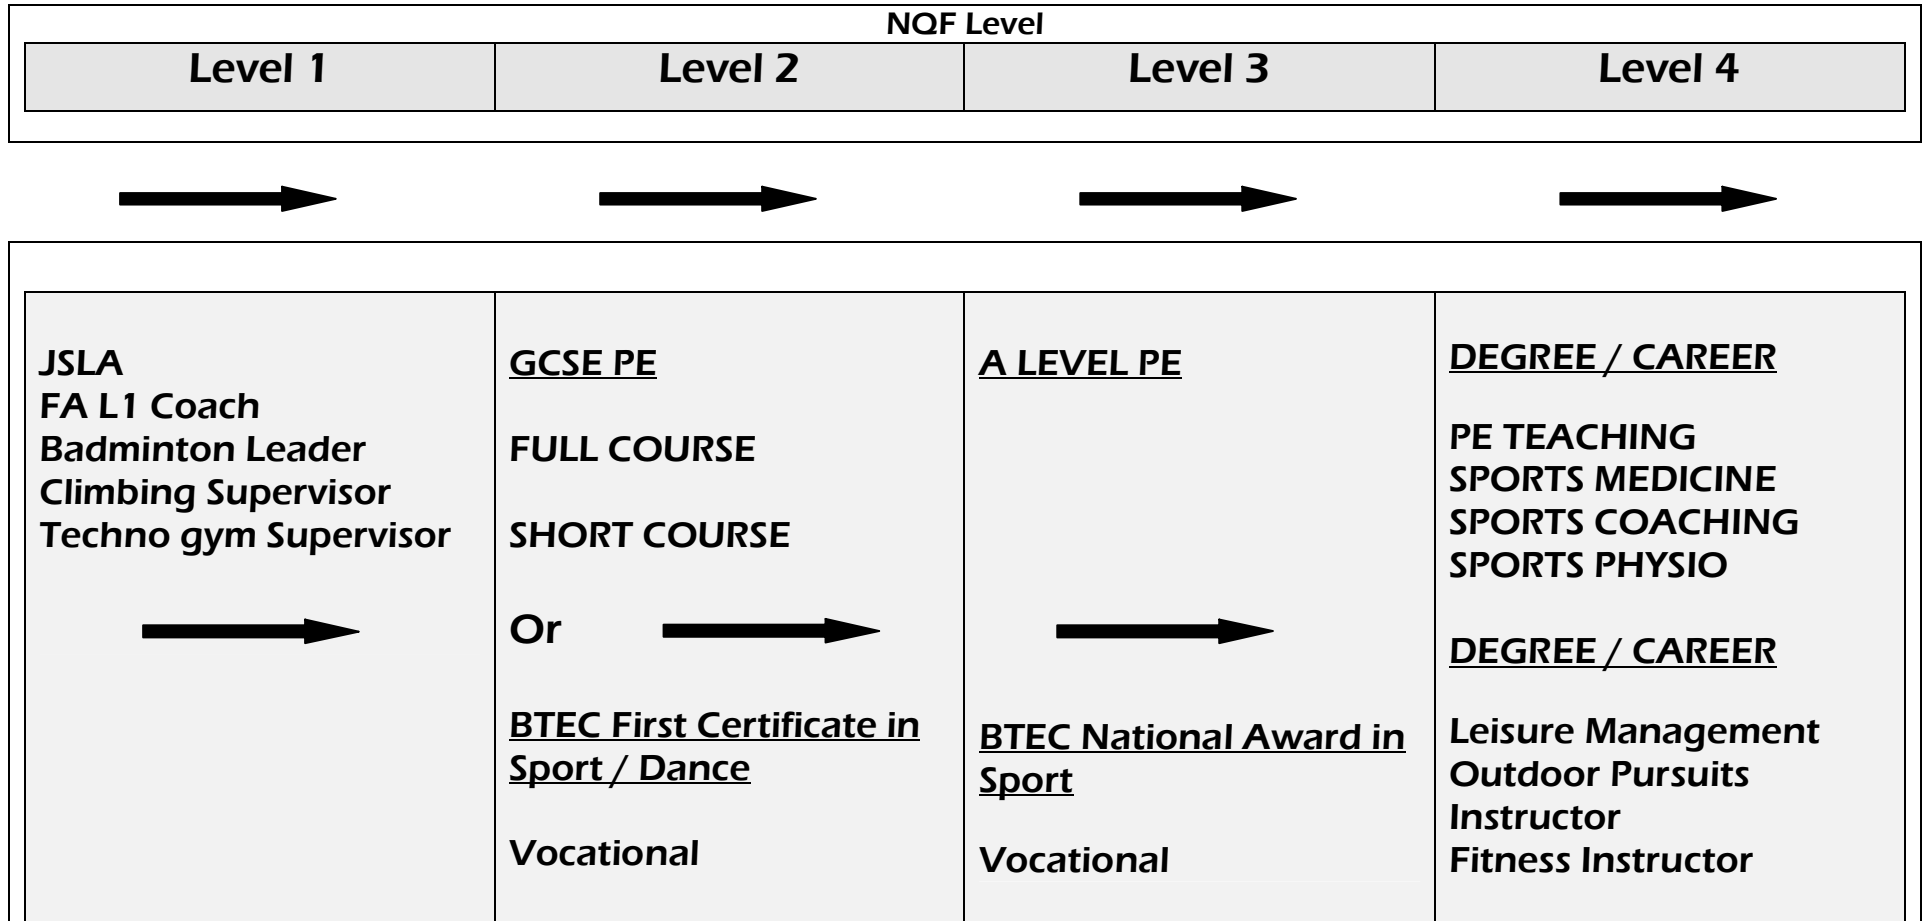 NQF Level
Level 1
Level 2
Level 3
Level 4
JSLA
FA L1 Coach
Badminton Leader
Climbing Supervisor
Techno gym Supervisor
GCSE PE
FULL COURSE
SHORT COURSE
Or
BTEC First Certificate in
Sport / Dance
Vocational
A LEVEL PE
BTEC National Award in
Sport
Vocational
DEGREE / CAREER
PE TEACHING
SPORTS MEDICINE
SPORTS COACHING
SPORTS PHYSIO
DEGREE / CAREER
Leisure Management
Outdoor Pursuits
Instructor
Fitness Instructor